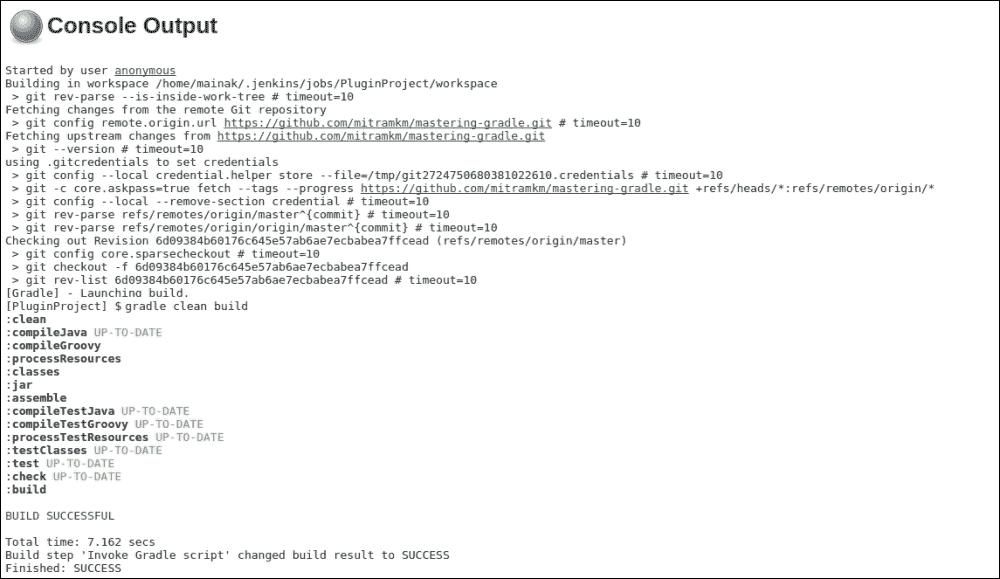 Console Output
Started by user anonymous
Building in workspace /home/mainak/.jenkins/jobs/PluginProject/workspace
> git rev-parse --is-inside-work-tree # timeout=10
Fetching changes from the remote Git repository
> git config remote.origin.url https://github.com/mitramkm/mastering-gradle.git # timeout=10
Fetching upstream changes from https://github.com/mitramkm/mastering-gradle.git
> git --version # timeout=10
using .gitcredentials to set credentials
> git config --local credential.helper store --file=/tmp/git2724750680381022610.credentials # timeout=10
> git -c core.askpass=true fetch --tags --progress https://github.com/mitramkm/mastering-gradle.git +refs/heads/*:refs/remotes/origin/*
> git config --local --remove-section credential # timeout=10
> git rev-parse refs/remotes/origin/master^{commit} # timeout=10
> git rev-parse refs/remotes/origin/origin/master^{commit} # timeout=10
Checking out Revision 6d09384b60176c645e57ab6ae7ecbabea7ffcead (refs/remotes/origin/master)
> git config core.sparsecheckout # timeout=10
> git checkout -f 6d09384b60176c645e57ab6ae7ecbabea7ffcead
> git rev-list 6d09384b60176c645e57ab6ae7ecbabea7ffcead # timeout=10
[Gradle] - Launching build.
[PluginProject] $ gradle clean build
:clean
:compileJava UP-TO-DATE
:compileGroovy
:processResources
:classes
:jar
:assemble
:compileTestJava UP-TO-DATE
:compileTestGroovy UP-TO-DATE
:processTestResources UP-TO-DATE
:testClasses UP-TO-DATE
:test UP-TO-DATE
:check UP-TO-DATE
:build
BUILD SUCCESSFUL
Total time: 7.162 secs
Build step 'Invoke Gradle script' changed build result to SUCCESS
Finished: SUCCESS